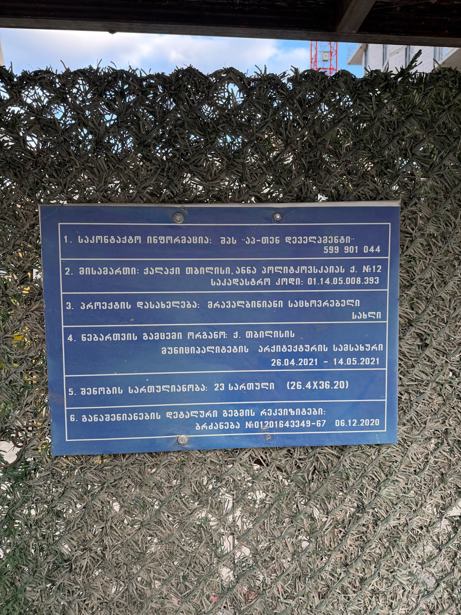 1. საკონტაქტო ინფორმაცია: შპს "აა-თენ დეველაფმენტი"
599 901 044
2. მისამართი: ქალაქი თბილისი, ანნა პოლიტკოვსკაიას ქ. №12
საკადასტრო კოდი: 01.14.05.008.393
3. პროექტის დასახელება: მრავალბინიანი საცხოვრებელი
სახლი
4. ნებართვის გამცემი ორგანო: ქ. თბილისის
მუნიციპალიტეტის არქიტექტურის სამსახური
26.04.2021 - 14.05.2021
5. შენობის სართულიანობა: 23 სართული (26.4X36.20)
6. განაშენიანების დეტალური გეგმის რეკვიზიტები:
ბრძანება №01201643349-67 06.12.2020